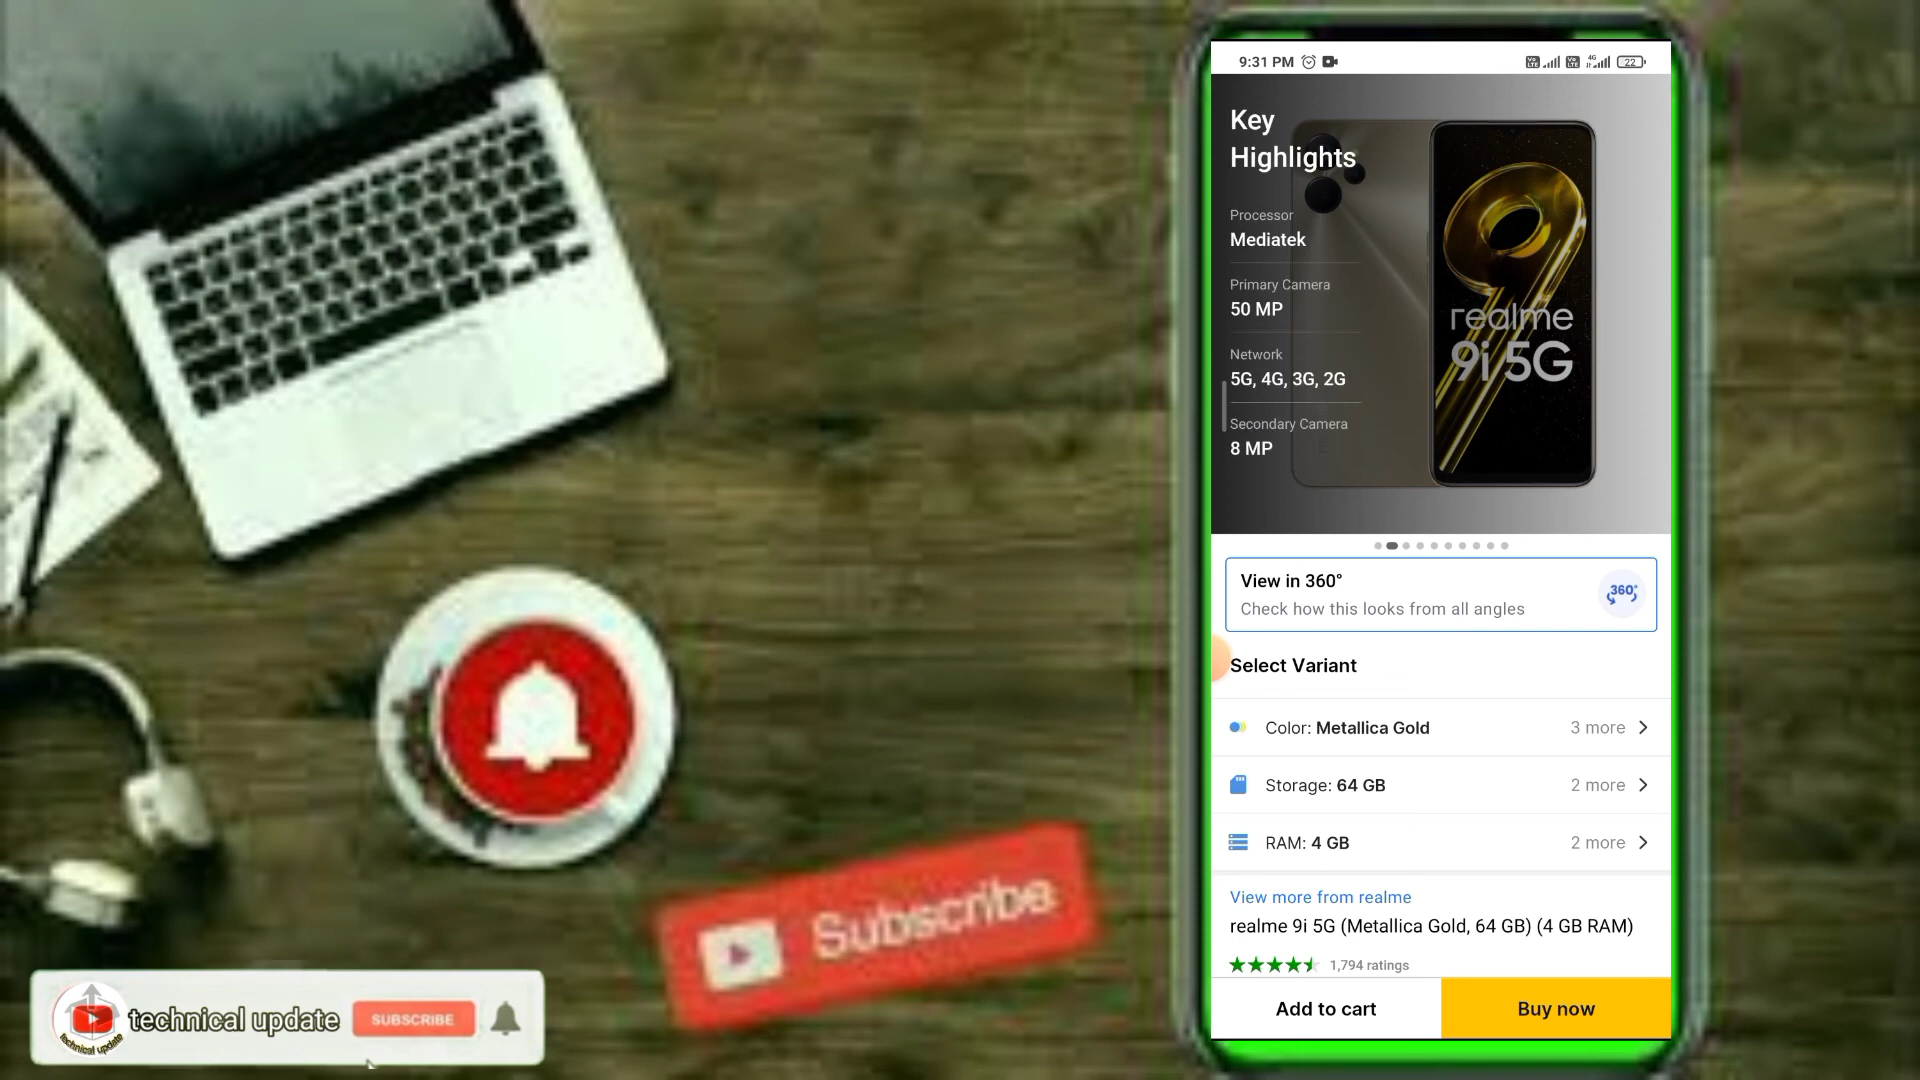 9:31 PM
22
Key
Highlights
Processor
Mediatek
Primary Camera
50 MP
Network
5G, 4G, 3G, 2G
Secondary Camera
8 MP
realme
9i 5G
View in 360°
Check how this looks from all angles
360°
Select Variant
Color: Metallica Gold
3 more
Storage: 64 GB
2 more
RAM: 4 GB
2 more
View more from realme
realme 9i 5G (Metallica Gold, 64 GB) (4 GB RAM)
1,794 ratings
Add to cart
Buy now
Subscribe
technical update
technical update
SUBSCRIBE